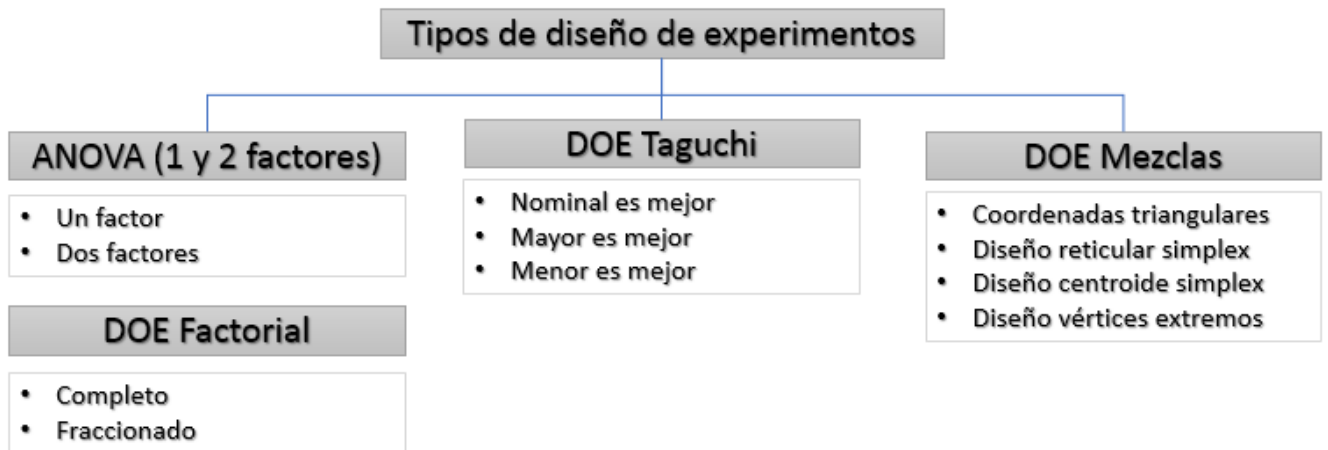 Tipos de diseño de experimentos
ANOVA (1 y 2 factores)
• Un factor
• Dos factores
DOE Factorial
• Completo
• Fraccionado
DOE Taguchi
• Nominal es mejor
• Mayor es mejor
• Menor es mejor
DOE Mezclas
• Coordenadas triangulares
• Diseño reticular simplex
• Diseño centroide simplex
• Diseño vértices extremos